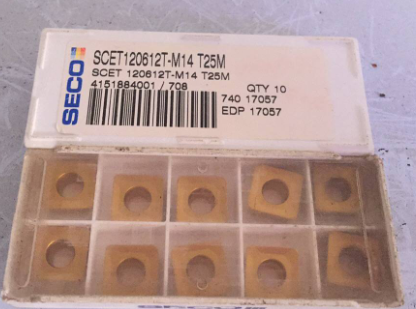 SECO
SCET120612T-M14 T25M
SCET 120612T-M14 T25M
4151884001 / 708
QTY 10
740 17057
EDP 17057